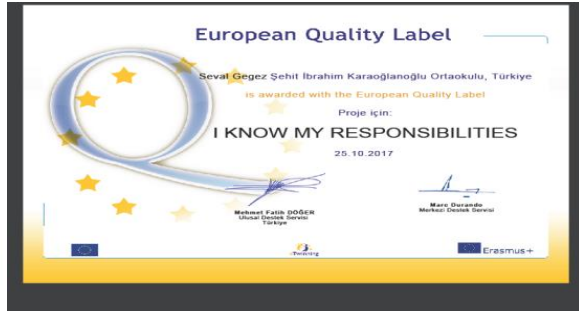 European Quality Label
Seval Gegez Şehit İbrahim Karaoğlanoğlu Ortaokulu, Türkiye
is awarded with the European Quality Label
Proje için:
I KNOW MY RESPONSIBILITIES
25.10.2017
Mehmet Fatih DÖĞER
Ulusal Destek Servisi
Türkiye
Marc Durando
Merkezi Destek Servisi
eTwinning
Erasmus+